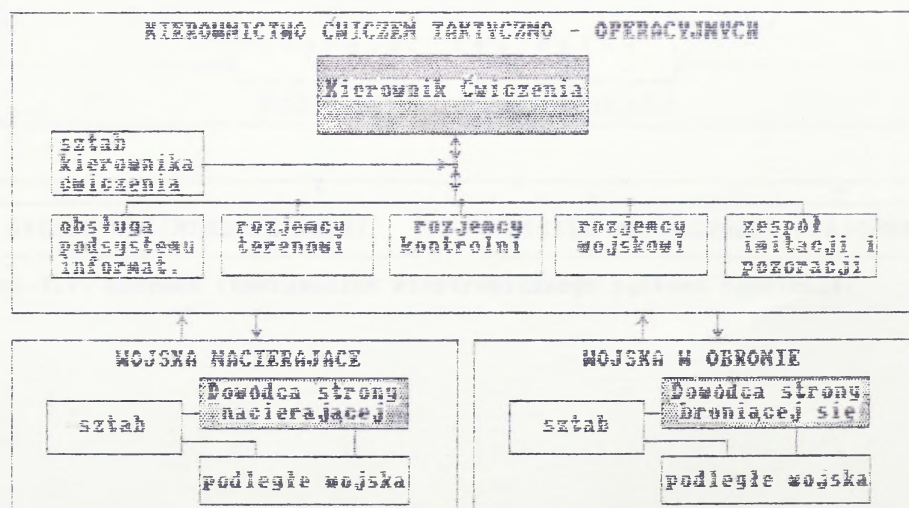 KIEROWNICTWO ĆWICZEŃ TAKTYCZNO - OPERACYJNYCH
Kierownik Ćwiczenia
sztab
kierownika
ćwiczenia
obsługa
podsystemu
informat.
rozjemcy
terenowi
rozjemcy
kontrolni
rozjemcy
wojskowi
zespół
imitacji i
pozoracji
WOJSKA NACIERAJĄCE
Dowódca strony
nacierającej
sztab
podległe wojska
WOJSKA W OBRONIE
Dowódca strony
broniącej się
sztab
podległe wojska